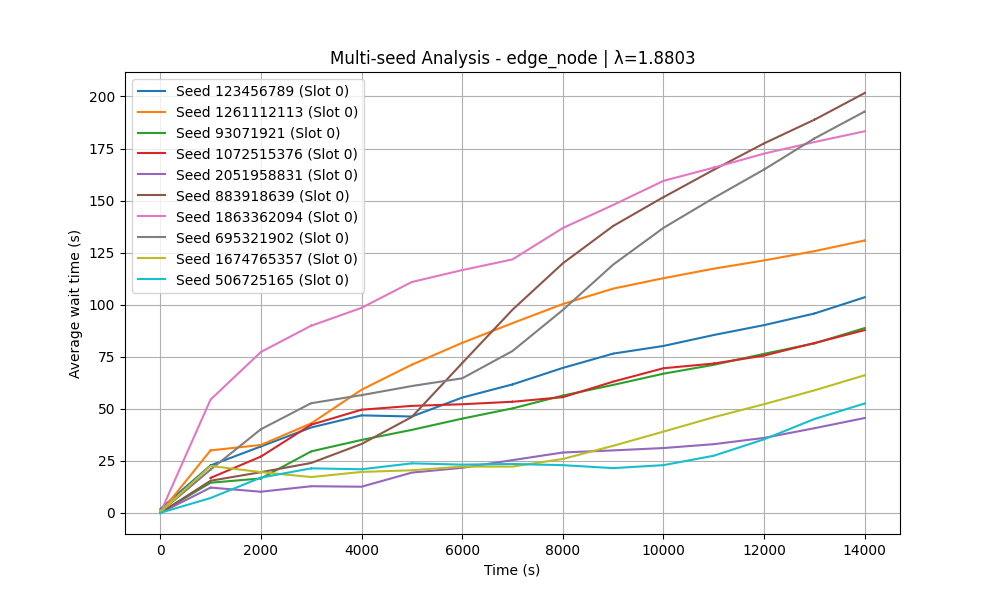 Multi-seed Analysis - edge_node | λ=1.8803
Seed 123456789 (Slot 0)
Seed 1261112113 (Slot 0)
Seed 93071921 (Slot 0)
Seed 1072515376 (Slot 0)
Seed 2051958831 (Slot 0)
Seed 883918639 (Slot 0)
Seed 1863362094 (Slot 0)
Seed 695321902 (Slot 0)
Seed 1674765357 (Slot 0)
Seed 506725165 (Slot 0)
Average wait time (s)
200
175
150
125
100
75
50
25
0
0 2000 4000 6000 8000 10000 12000 14000
Time (s)